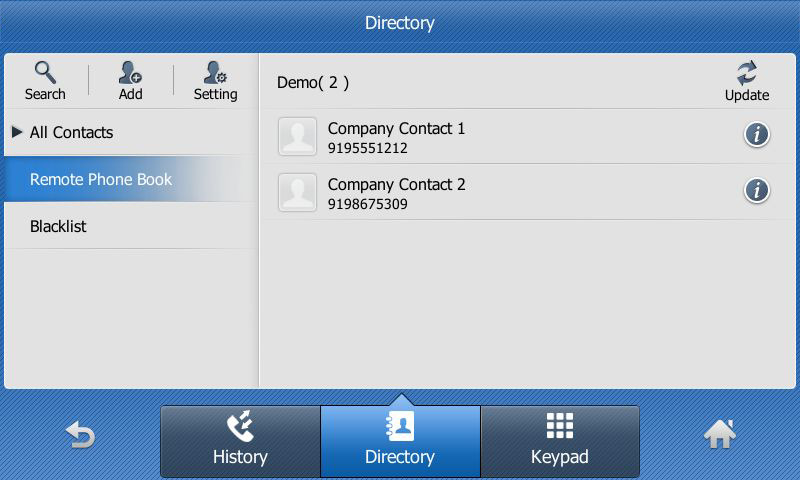 Directory
Search
Add
Setting
All Contacts
Remote Phone Book
Blacklist
Demo( 2 )
Update
Company Contact 1
9195551212
i
Company Contact 2
9198675309
i
History
Directory
Keypad